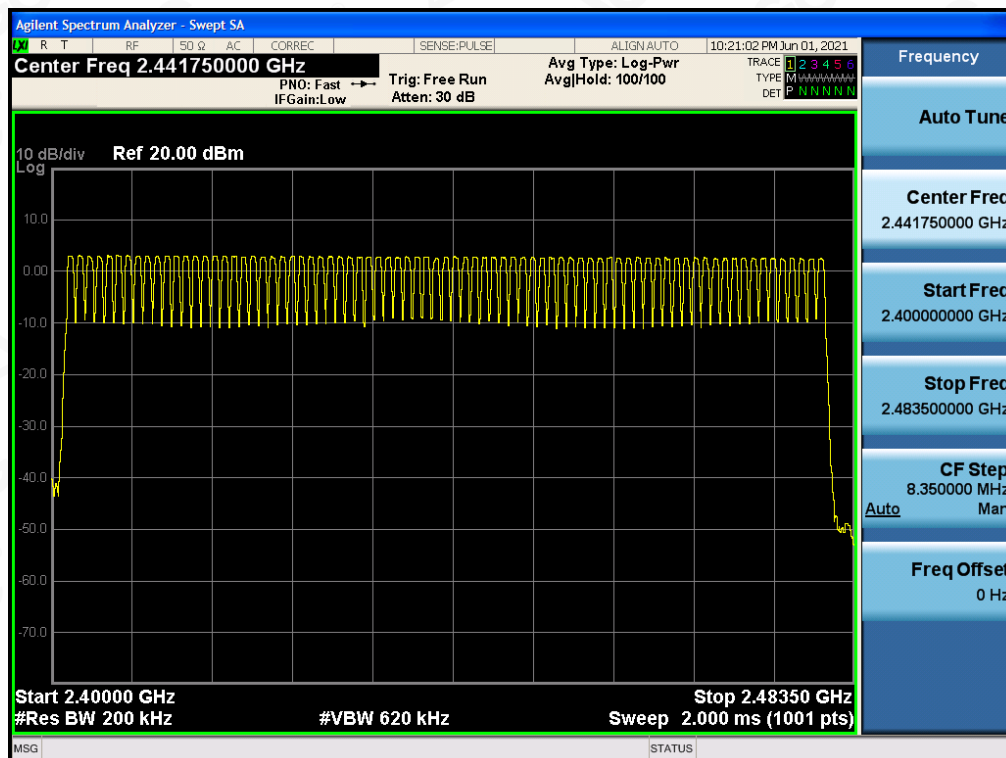 Agilent Spectrum Analyzer - Swept SA
LXI R T RF 50 Ω AC CORREC SENSE:PULSE ALIGN AUTO 10:21:02 PM Jun 01, 2021
Center Freq 2.441750000 GHz
PNO: Fast
IFGain:Low
Trig: Free Run
Atten: 30 dB
Avg Type: Log-Pwr
Avg|Hold: 100/100
TRACE 1 2 3 4 5 6
TYPE M WWWWW
DET P N N N N N
10 dB/div Ref 20.00 dBm
Log
10.0
0.00
-10.0
-20.0
-30.0
-40.0
-50.0
-60.0
-70.0
Start 2.40000 GHz Stop 2.48350 GHz
#Res BW 200 kHz #VBW 620 kHz Sweep 2.000 ms (1001 pts)
MSG STATUS
Frequency
Auto Tune
Center Freq
2.441750000 GHz
Start Freq
2.400000000 GHz
Stop Freq
2.483500000 GHz
CF Step
8.350000 MHz
Auto Man
Freq Offset
0 Hz